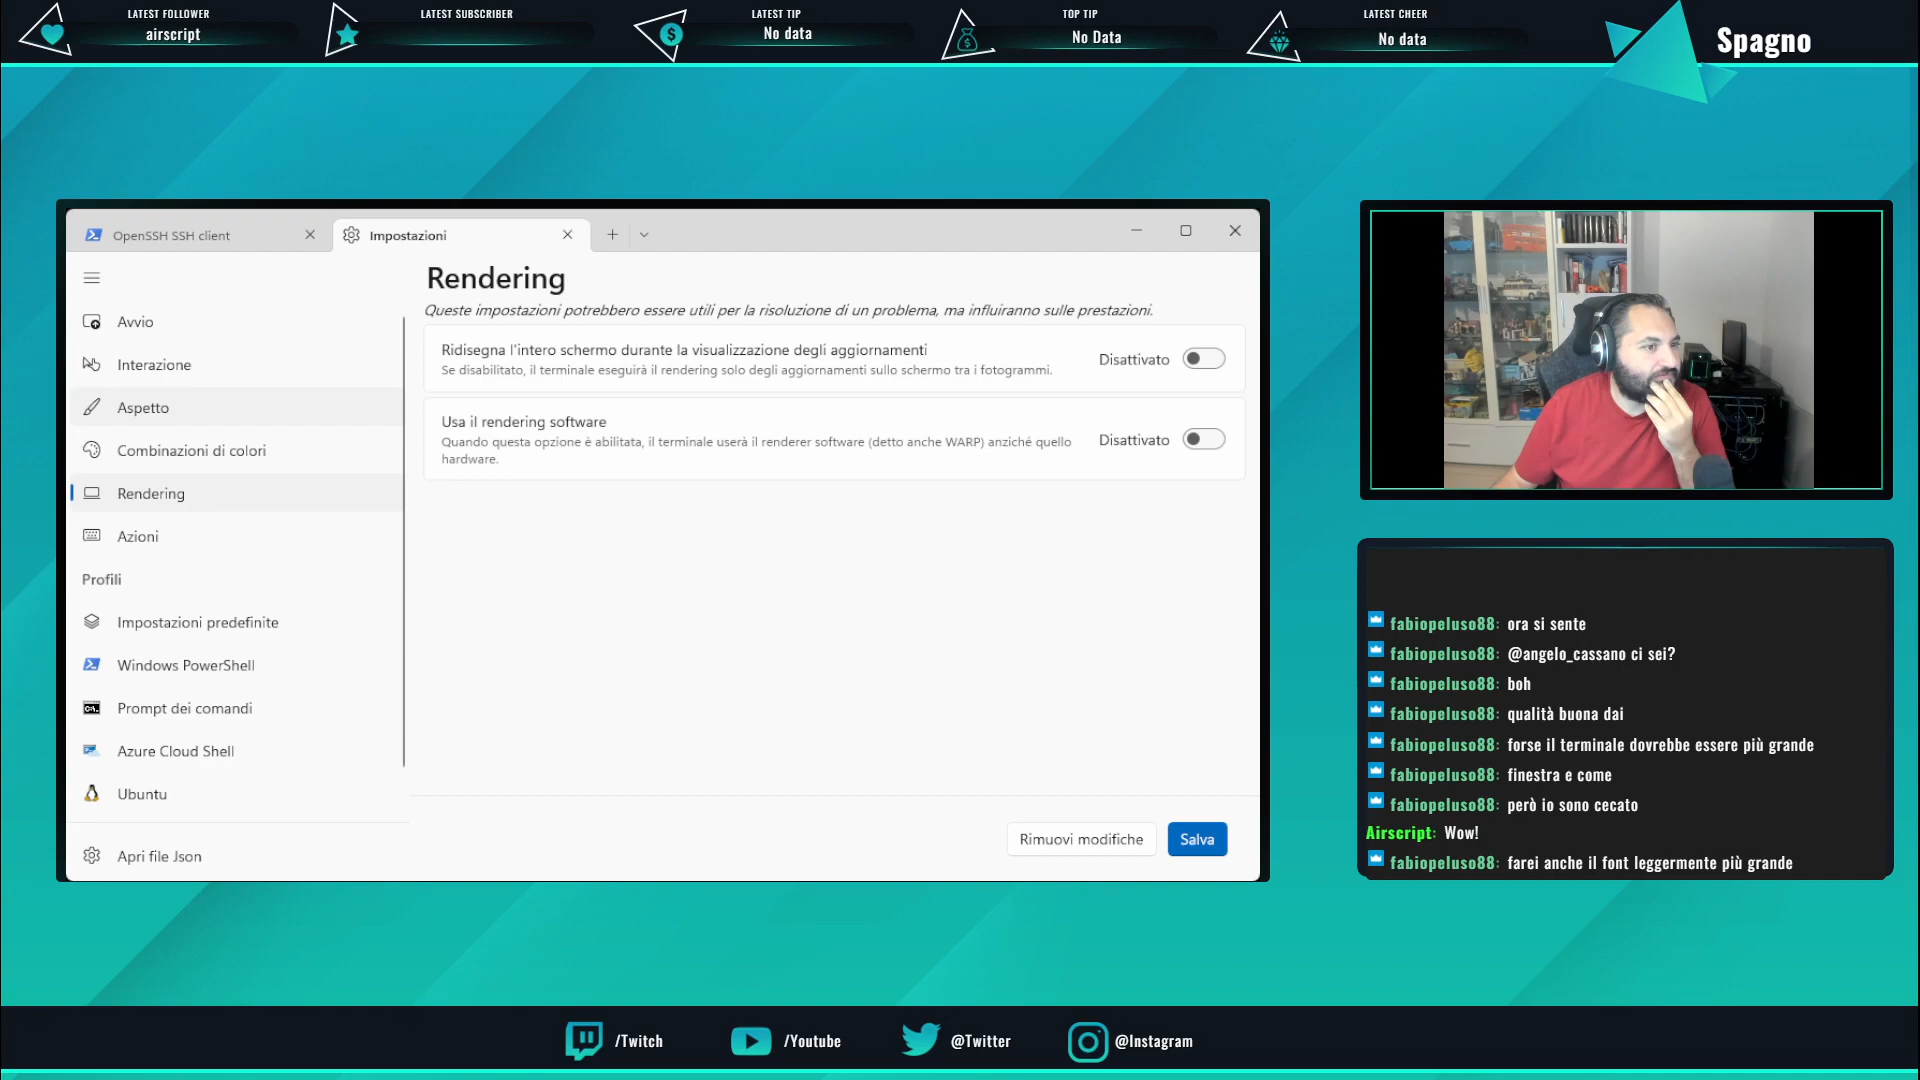 LATEST FOLLOWER
airscript
LATEST SUBSCRIBER
LATEST TIP
No data
TOP TIP
No Data
LATEST CHEER
No data
Spagno
OpenSSH SSH client
Impostazioni
Avvio
Interazione
Aspetto
Combinazioni di colori
Rendering
Azioni
Profili
Impostazioni predefinite
Windows PowerShell
Prompt dei comandi
Azure Cloud Shell
Ubuntu
Apri file Json
Rendering
Queste impostazioni potrebbero essere utili per la risoluzione di un problema, ma influiranno sulle prestazioni.
Ridisegna l'intero schermo durante la visualizzazione degli aggiornamenti
Se disabilitato, il terminale eseguirà il rendering solo degli aggiornamenti sullo schermo tra i fotogrammi.
Disattivato
Usa il rendering software
Quando questa opzione è abilitata, il terminale userà il renderer software (detto anche WARP) anziché quello
hardware.
Disattivato
Rimuovi modifiche
Salva
fabiopeluso88: ora si sente
fabiopeluso88: @angelo_cassano ci sei?
fabiopeluso88: boh
fabiopeluso88: qualità buona dai
fabiopeluso88: forse il terminale dovrebbe essere più grande
fabiopeluso88: finestra e come
fabiopeluso88: però io sono cecato
Airscript: Wow!
fabiopeluso88: farei anche il font leggermente più grande
/Twitch
/Youtube
@Twitter
@Instagram